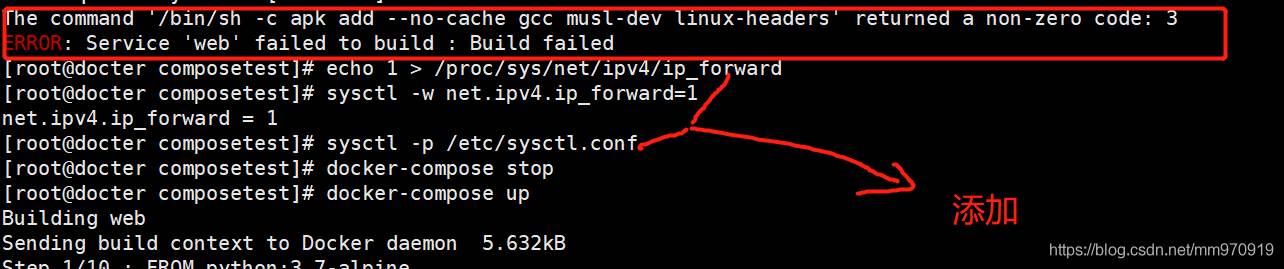 The command '/bin/sh -c apk add --no-cache gcc musl-dev linux-headers' returned a non-zero code: 3
ERROR: Service 'web' failed to build : Build failed
[root@docter composetest]# echo 1 > /proc/sys/net/ipv4/ip_forward
[root@docter composetest]# sysctl -w net.ipv4.ip_forward=1
net.ipv4.ip_forward = 1
[root@docter composetest]# sysctl -p /etc/sysctl.conf
[root@docter composetest]# docker-compose stop
[root@docter composetest]# docker-compose up
添加
Building web
Sending build context to Docker daemon  5.632kB
Step 1/10 : FROM python:3.7-alpine
https://blog.csdn.net/mm970919